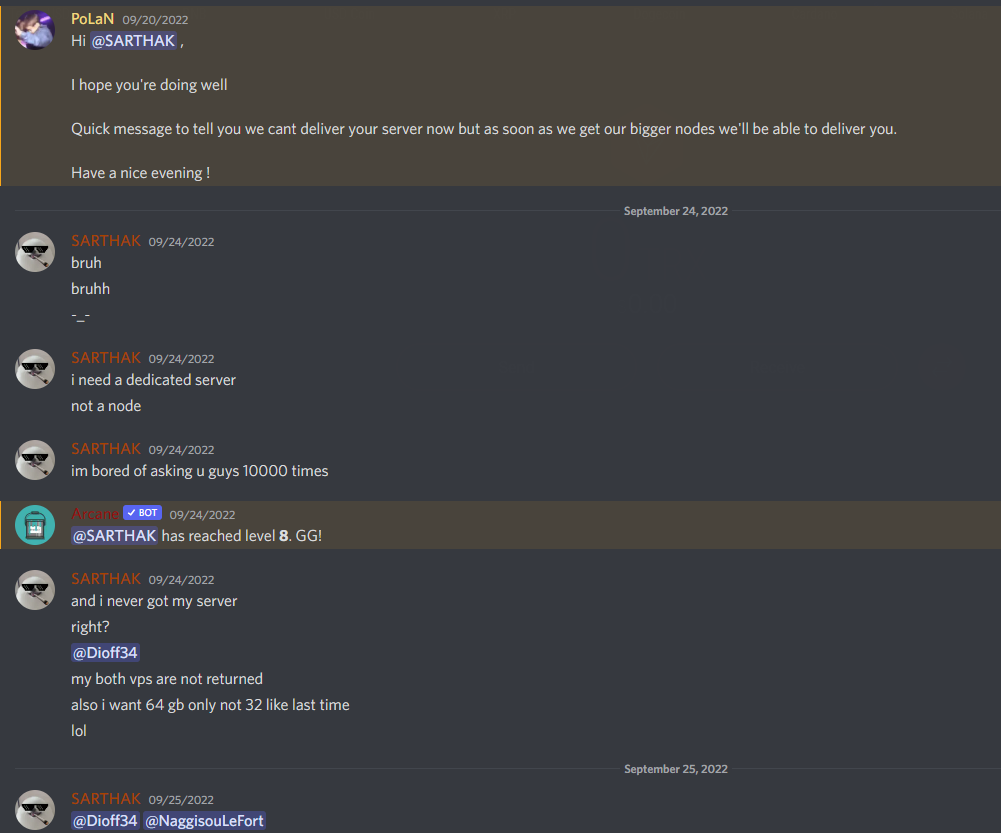 PoLaN 09/20/2022
Hi @SARTHAK ,
I hope you're doing well
Quick message to tell you we cant deliver your server now but as soon as we get our bigger nodes we'll be able to deliver you.
Have a nice evening !
September 24, 2022
SARTHAK 09/24/2022
bruh
bruhh
-_-
SARTHAK 09/24/2022
i need a dedicated server
not a node
SARTHAK 09/24/2022
im bored of asking u guys 10000 times
Arcane ✓ BOT 09/24/2022
@SARTHAK has reached level 8. GG!
SARTHAK 09/24/2022
and i never got my server
right?
@Dioff34
my both vps are not returned
also i want 64 gb only not 32 like last time
lol
September 25, 2022
SARTHAK 09/25/2022
@Dioff34 @NaggisouLeFort